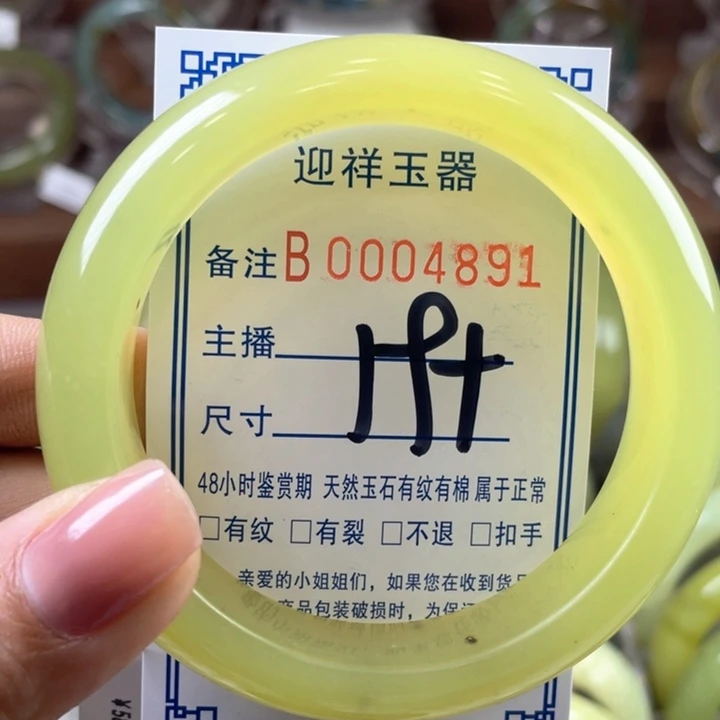 迎祥玉器
备注 B 0004891
主播
尺寸
48小时鉴赏期 天然玉石有纹有棉属于正常
□有纹 □有裂 □不退 □扣手
亲爱的小姐姐们，如果您在收到货
商品包装破损时，为保